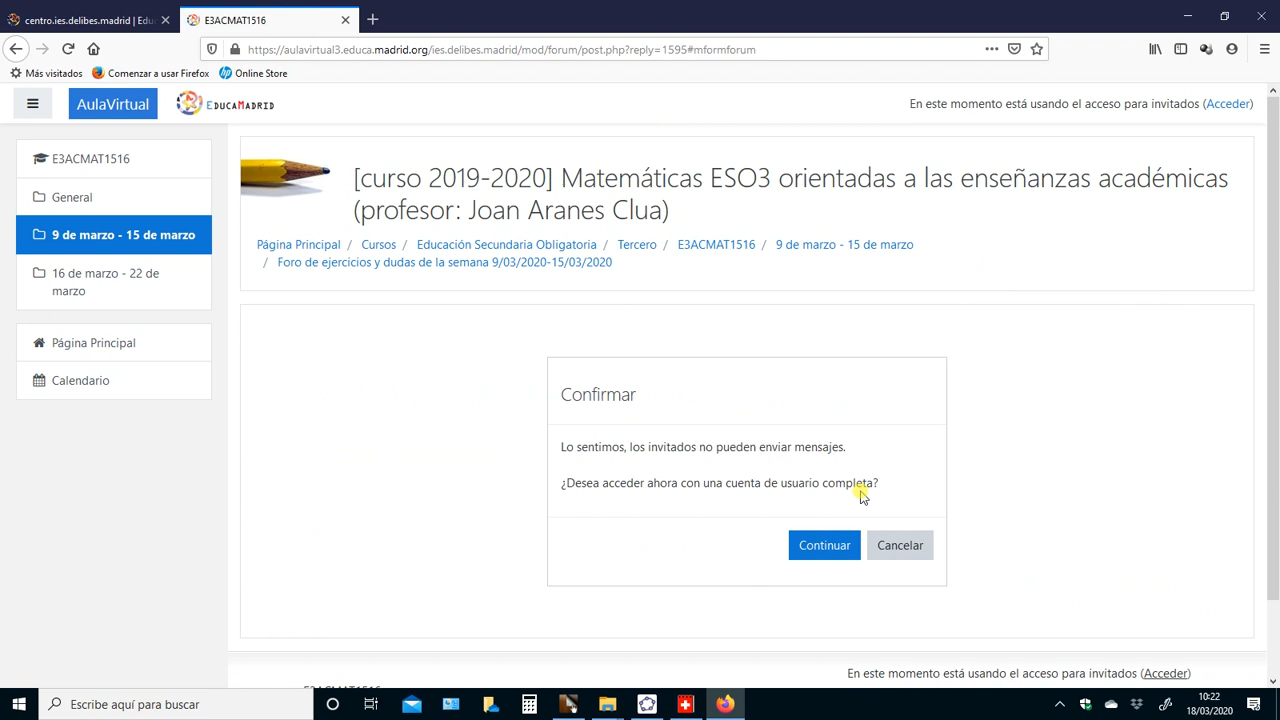 centro.ies.delibes.madrid | Edu
E3ACMAT1516
https://aulavirtual3.educa.madrid.org/ies.delibes.madrid/mod/forum/post.php?reply=1595#mformforum
Más visitados
Comenzar a usar Firefox
Online Store
AulaVirtual
EDUCAMADRID
En este momento está usando el acceso para invitados (Acceder)
E3ACMAT1516
General
9 de marzo - 15 de marzo
16 de marzo - 22 de
marzo
Página Principal
Calendario
[curso 2019-2020] Matemáticas ESO3 orientadas a las enseñanzas académicas
(profesor: Joan Aranes Clua)
Página Principal / Cursos / Educación Secundaria Obligatoria / Tercero / E3ACMAT1516 / 9 de marzo - 15 de marzo
/ Foro de ejercicios y dudas de la semana 9/03/2020-15/03/2020
Confirmar
Lo sentimos, los invitados no pueden enviar mensajes.
¿Desea acceder ahora con una cuenta de usuario completa?
Continuar
Cancelar
En este momento está usando el acceso para invitados (Acceder)
E3ACMAT1516
Escribe aquí para buscar
10:22
18/03/2020